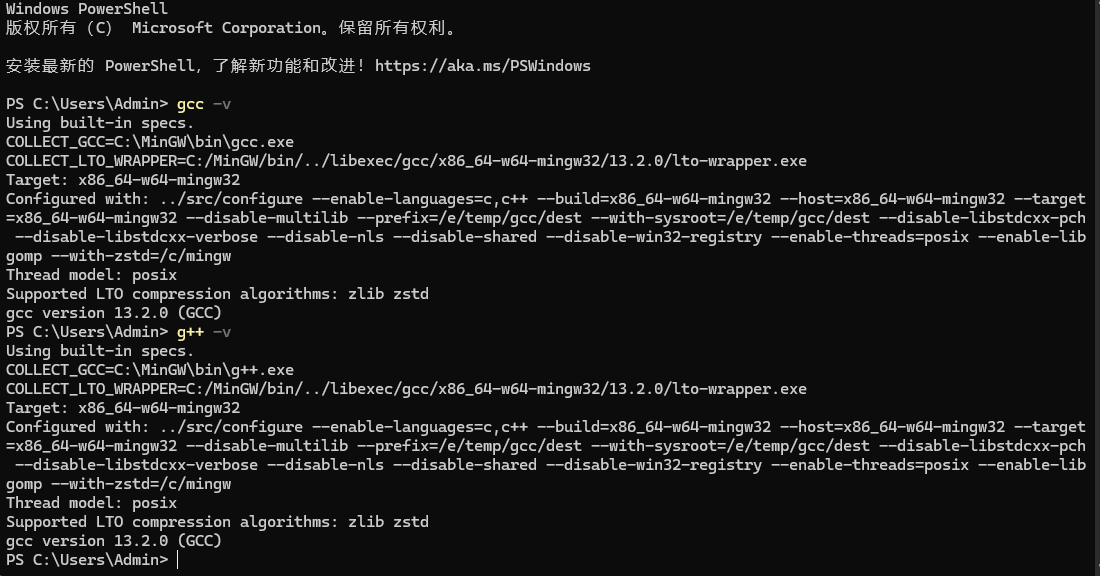 Windows PowerShell
版权所有（C） Microsoft Corporation。保留所有权利。
安装最新的 PowerShell，了解新功能和改进！https://aka.ms/PSWindows
PS C:\Users\Admin> gcc -v
Using built-in specs.
COLLECT_GCC=C:\MinGW\bin\gcc.exe
COLLECT_LTO_WRAPPER=C:/MinGW/bin/../libexec/gcc/x86_64-w64-mingw32/13.2.0/lto-wrapper.exe
Target: x86_64-w64-mingw32
Configured with: ../src/configure --enable-languages=c,c++ --build=x86_64-w64-mingw32 --host=x86_64-w64-mingw32 --target
=x86_64-w64-mingw32 --disable-multilib --prefix=/e/temp/gcc/dest --with-sysroot=/e/temp/gcc/dest --disable-libstdcxx-pch
 --disable-libstdcxx-verbose --disable-nls --disable-shared --disable-win32-registry --enable-threads=posix --enable-lib
gomp --with-zstd=/c/mingw
Thread model: posix
Supported LTO compression algorithms: zlib zstd
gcc version 13.2.0 (GCC)
PS C:\Users\Admin> g++ -v
Using built-in specs.
COLLECT_GCC=C:\MinGW\bin\g++.exe
COLLECT_LTO_WRAPPER=C:/MinGW/bin/../libexec/gcc/x86_64-w64-mingw32/13.2.0/lto-wrapper.exe
Target: x86_64-w64-mingw32
Configured with: ../src/configure --enable-languages=c,c++ --build=x86_64-w64-mingw32 --host=x86_64-w64-mingw32 --target
=x86_64-w64-mingw32 --disable-multilib --prefix=/e/temp/gcc/dest --with-sysroot=/e/temp/gcc/dest --disable-libstdcxx-pch
 --disable-libstdcxx-verbose --disable-nls --disable-shared --disable-win32-registry --enable-threads=posix --enable-lib
gomp --with-zstd=/c/mingw
Thread model: posix
Supported LTO compression algorithms: zlib zstd
gcc version 13.2.0 (GCC)
PS C:\Users\Admin>